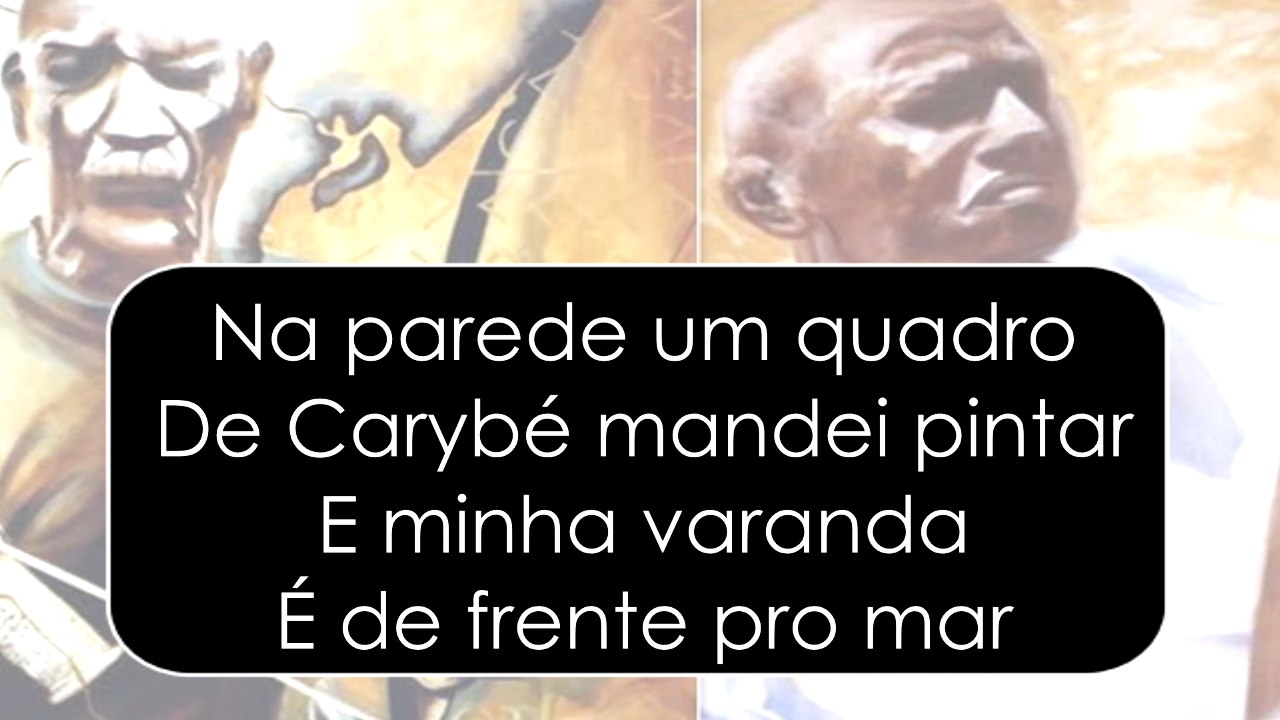 Na parede um quadro
De Carybé mandei pintar
E minha varanda
É de frente pro mar